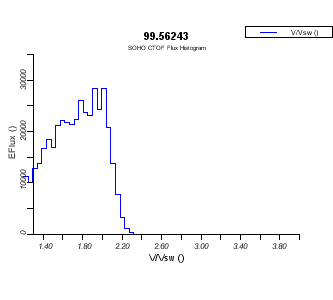 99.56243
SOHO CTOF Flux Histogram
V/Vsw ()
EFlux ()
30000
20000
10000
0
1.40 1.80 2.20 2.60 3.00 3.40 3.80
V/Vsw ()